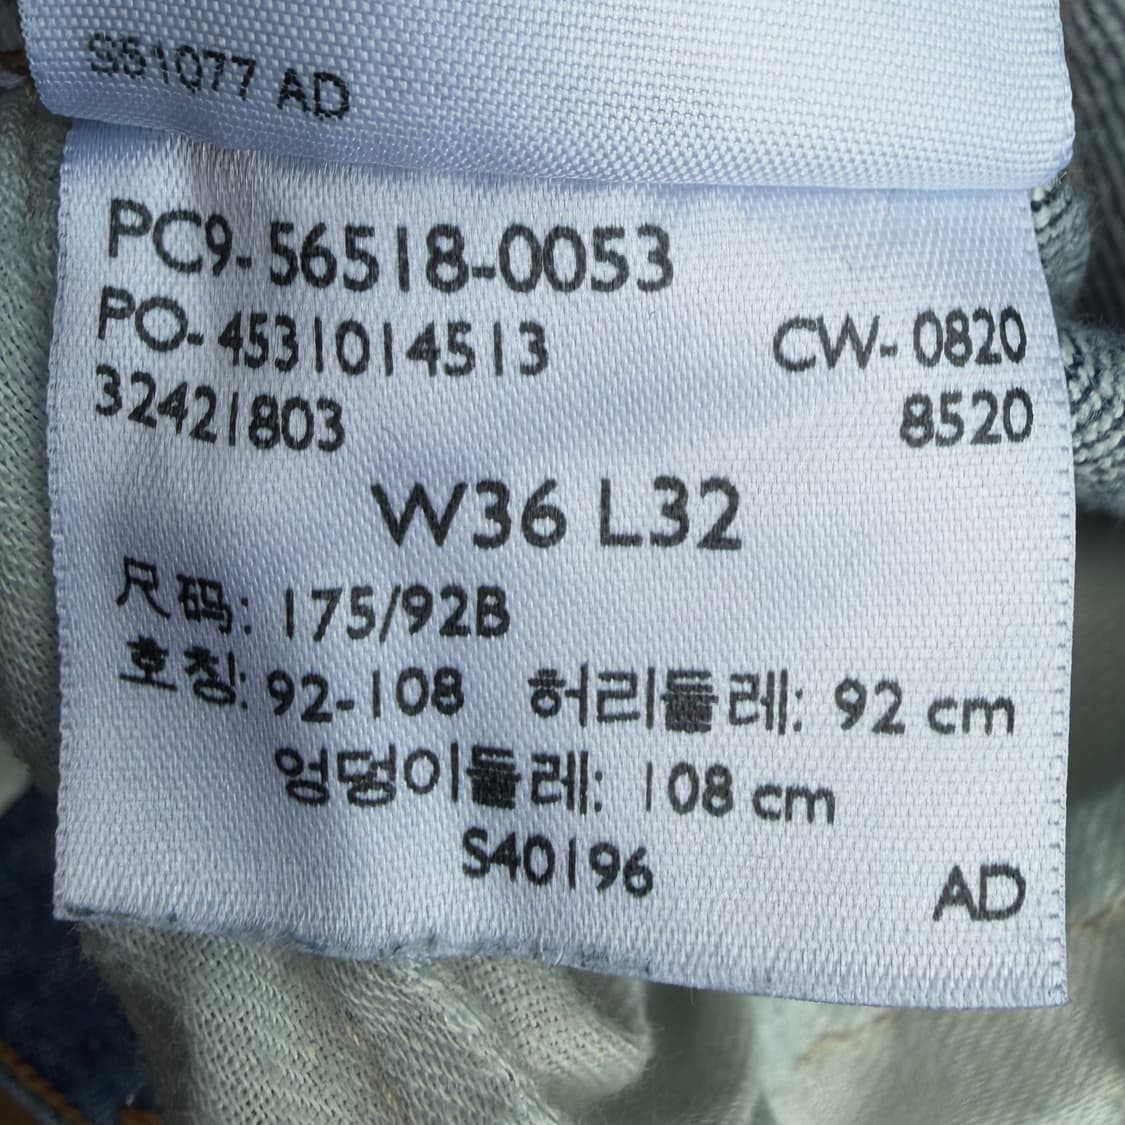 S51077 AD
PC9-56518-0053
PO-4531014513 CW-0820
32421803 8520
W36 L32
尺码: 175/92B
호칭: 92-108 허리둘레: 92 cm
엉덩이둘레: 108 cm
S40196 AD